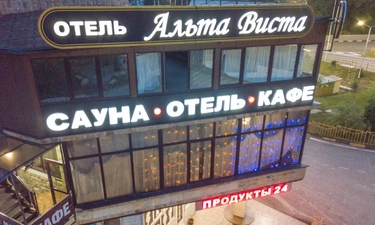 ОТЕЛЬ Альта Виста
САУНА • ОТЕЛЬ • КАФЕ
ПРОДУКТЫ 24
КАФЕ